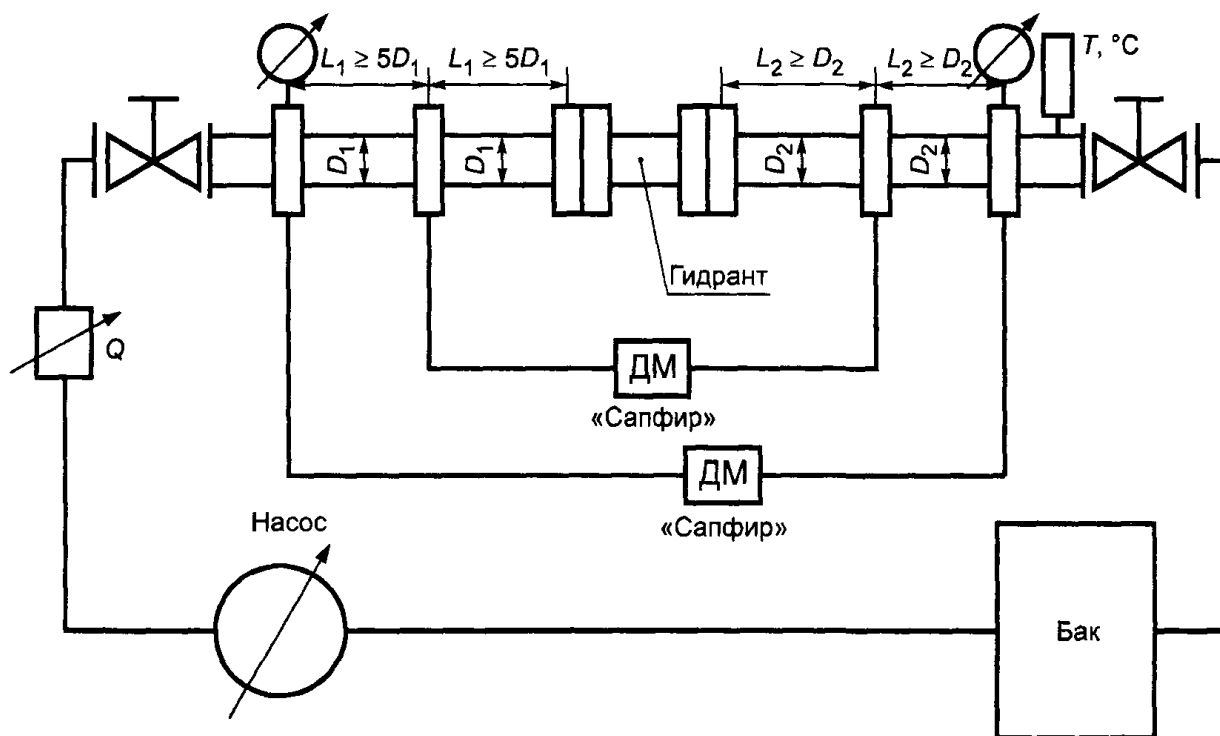 L₁ ≥ 5D₁
L₁ ≥ 5D₁
L₂ ≥ D₂
L₂ ≥ D₂
T, °C
D₁
D₁
D₂
D₂
Гидрант
Q
ДМ
«Сапфир»
ДМ
«Сапфир»
Насос
Бак